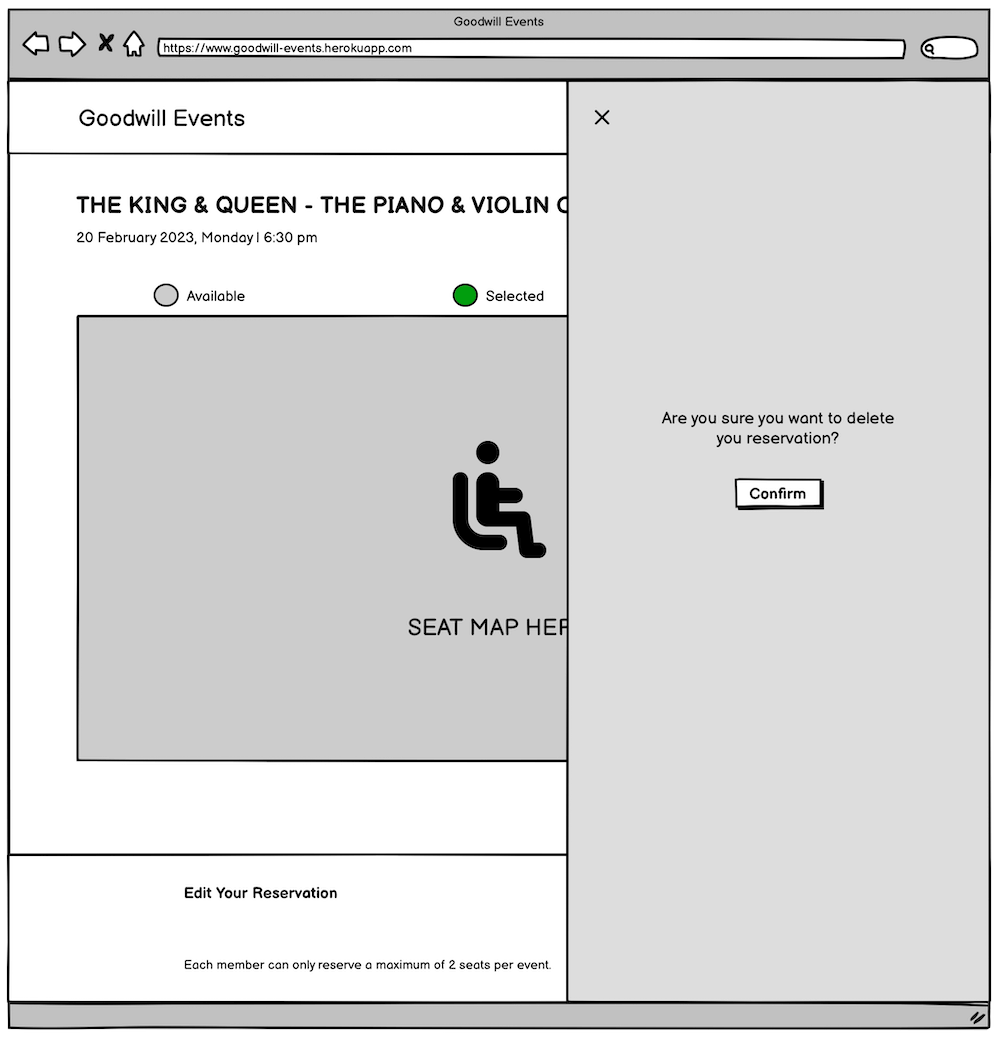 Goodwill Events
https://www.goodwill-events.herokuapp.com
Goodwill Events
THE KING & QUEEN - THE PIANO & VIOLIN
20 February 2023, Monday | 6:30 pm
Available
Selected
SEAT MAP
Are you sure you want to delete
you reservation?
Confirm
Edit Your Reservation
Each member can only reserve a maximum of 2 seats per event.